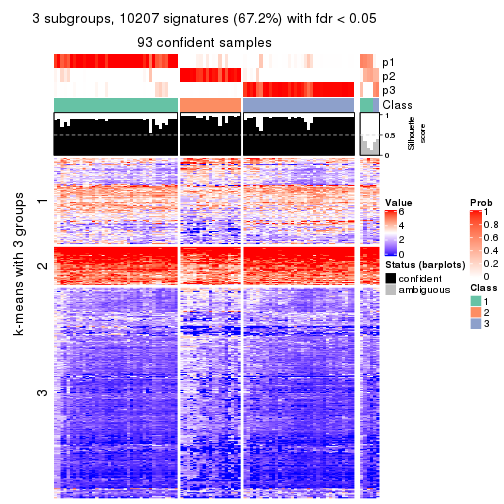 3 subgroups, 10207 signatures (67.2%) with fdr < 0.05
93 confident samples
p1
p2
p3
Class
1
0.5
0
Silhouette
score
k-means with 3 groups
1
2
3
Value
6
4
2
0
Status (barplots)
confident
ambiguous
Prob
1
0.8
0.6
0.4
0.2
0
Class
1
2
3